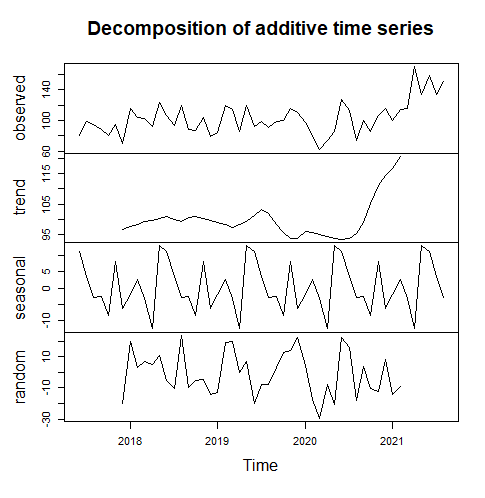 Decomposition of additive time series
observed
60 100 140
trend
95 105 115
seasonal
-10 0 5
random
-30 -10 10
2018 2019 2020 2021
Time